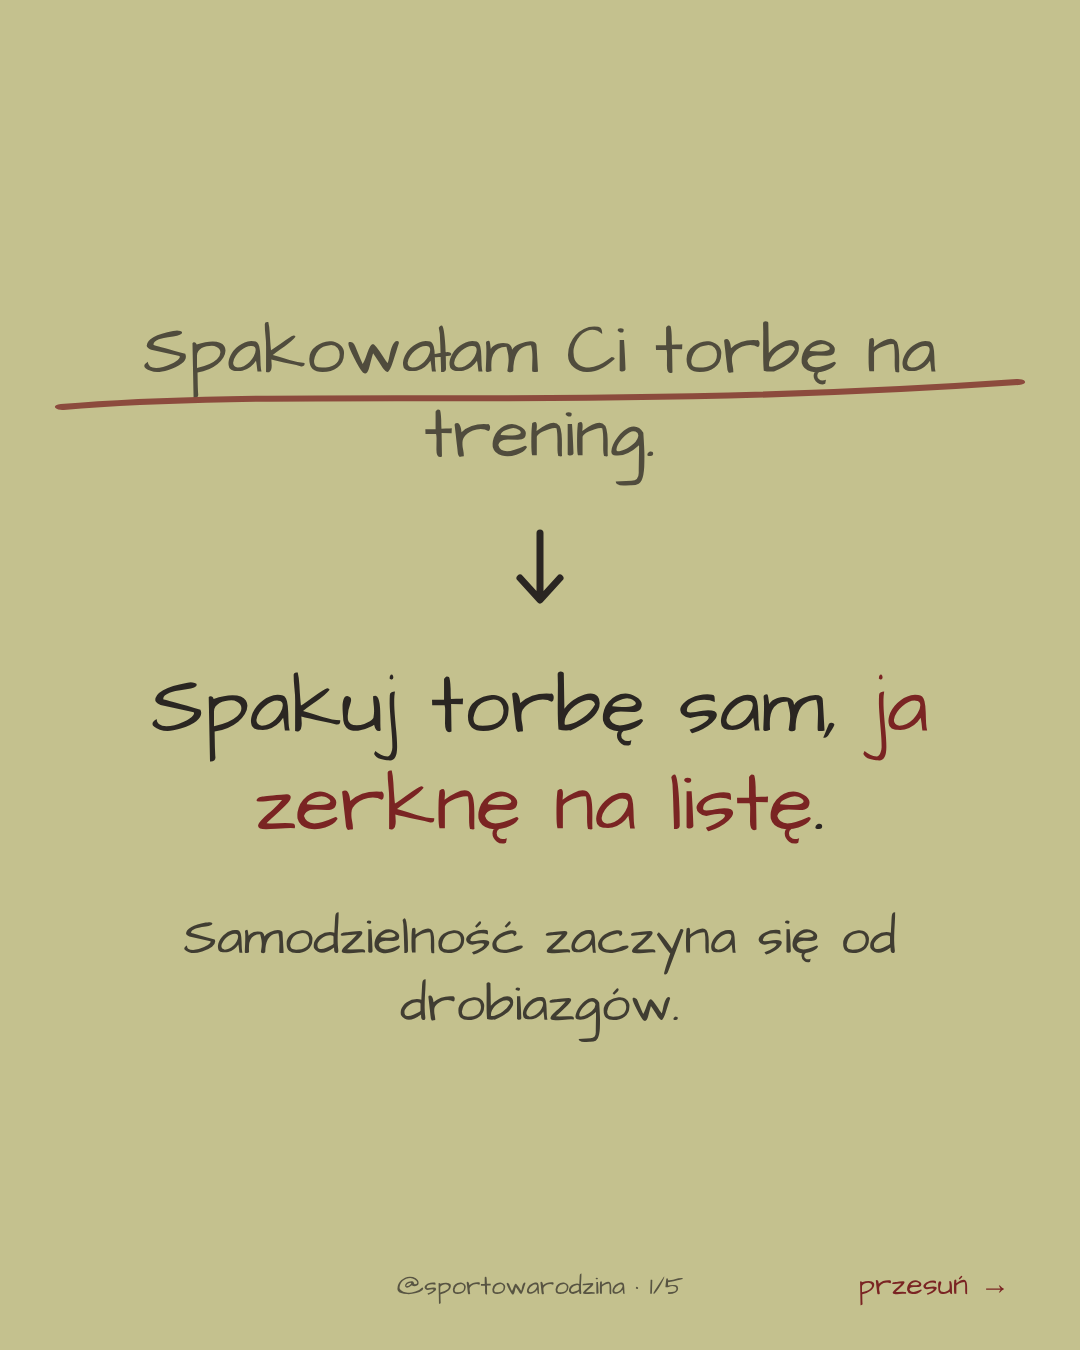 Spakowałam Ci torbę na
trening.
↓
Spakuj torbę sam, ja
zerknę na listę.
Samodzielność zaczyna się od
drobiazgów.
@sportowarodzina · 1/5
przesuń →